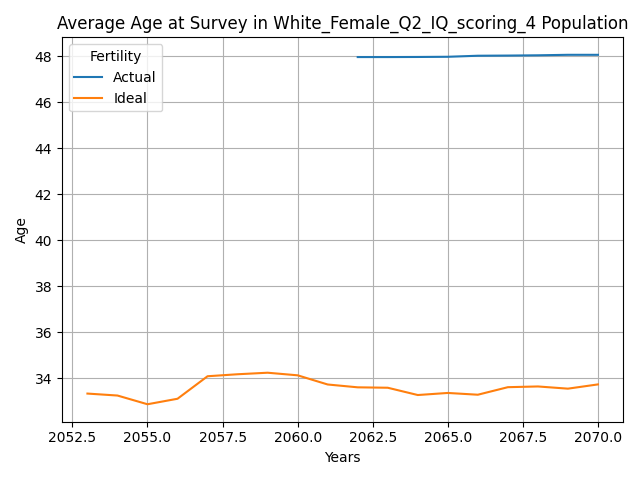 Average Age at Survey in White_Female_Q2_IQ_scoring_4 Population
Fertility
Actual
Ideal
48
46
44
42
40
38
36
34
Age
2052.5 2055.0 2057.5 2060.0 2062.5 2065.0 2067.5 2070.0
Years